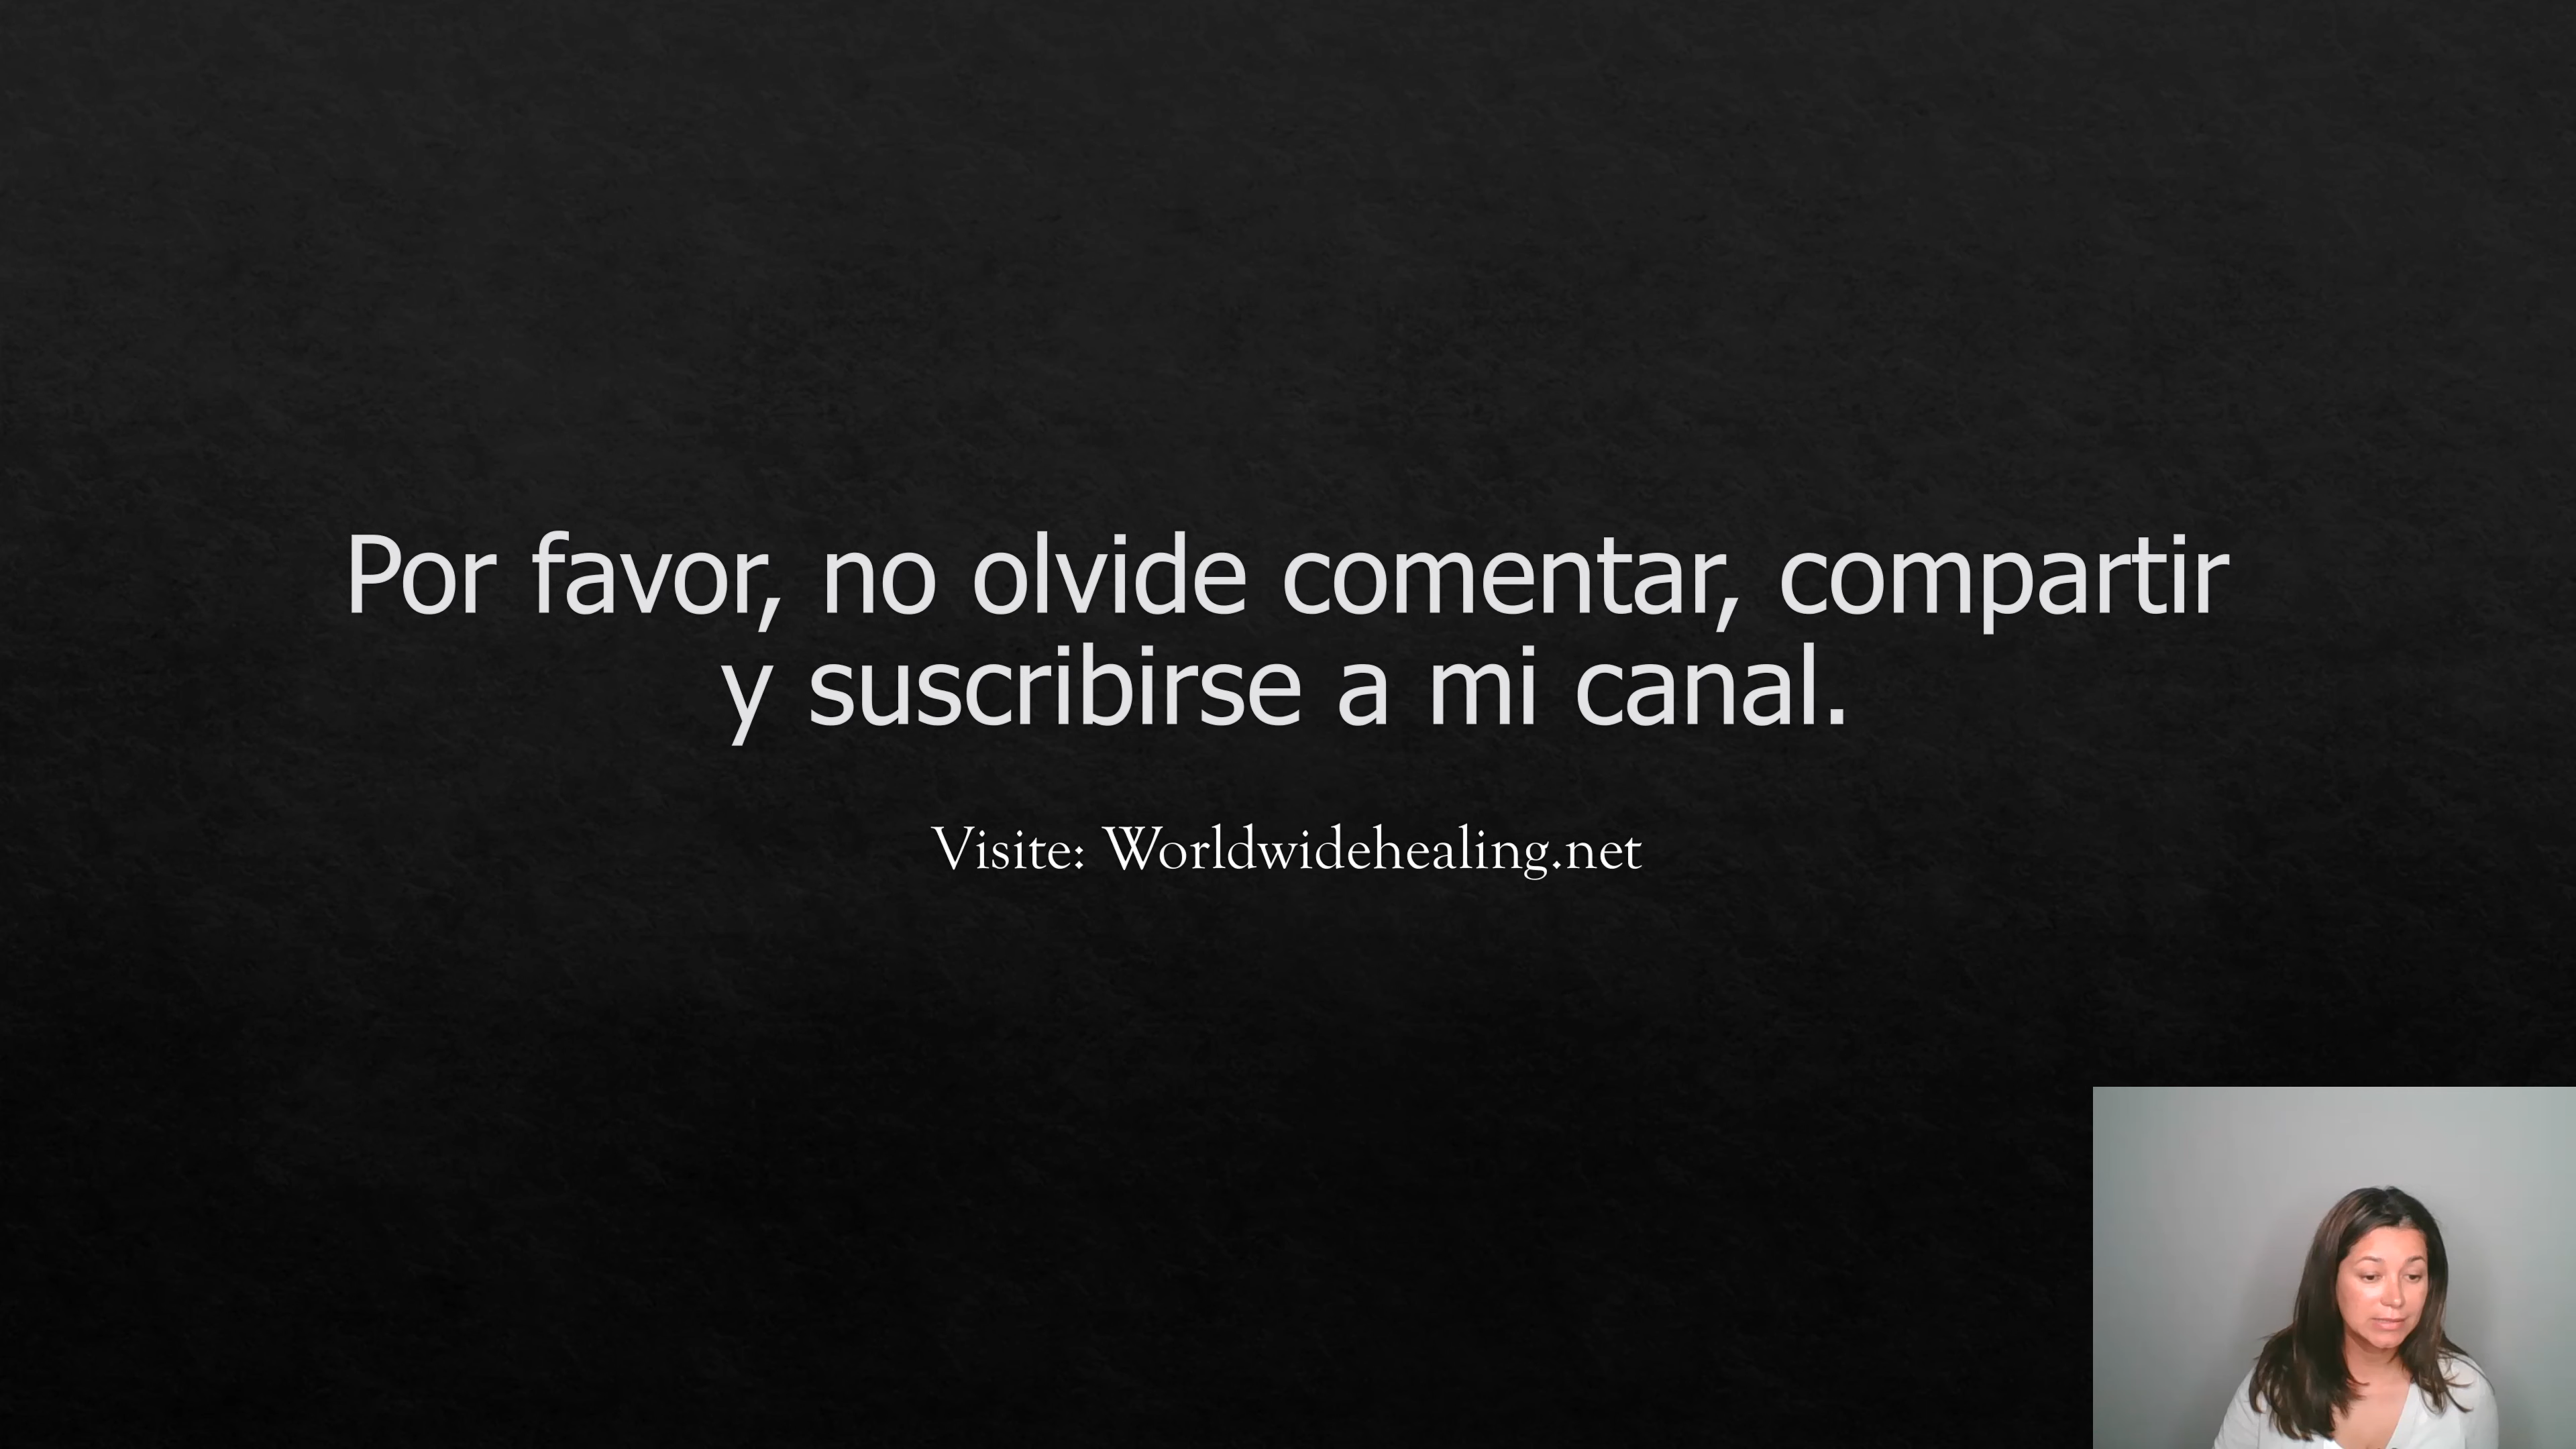 Por favor, no olvide comentar, compartir
y suscribirse a mi canal.
Visite: Worldwidehealing.net